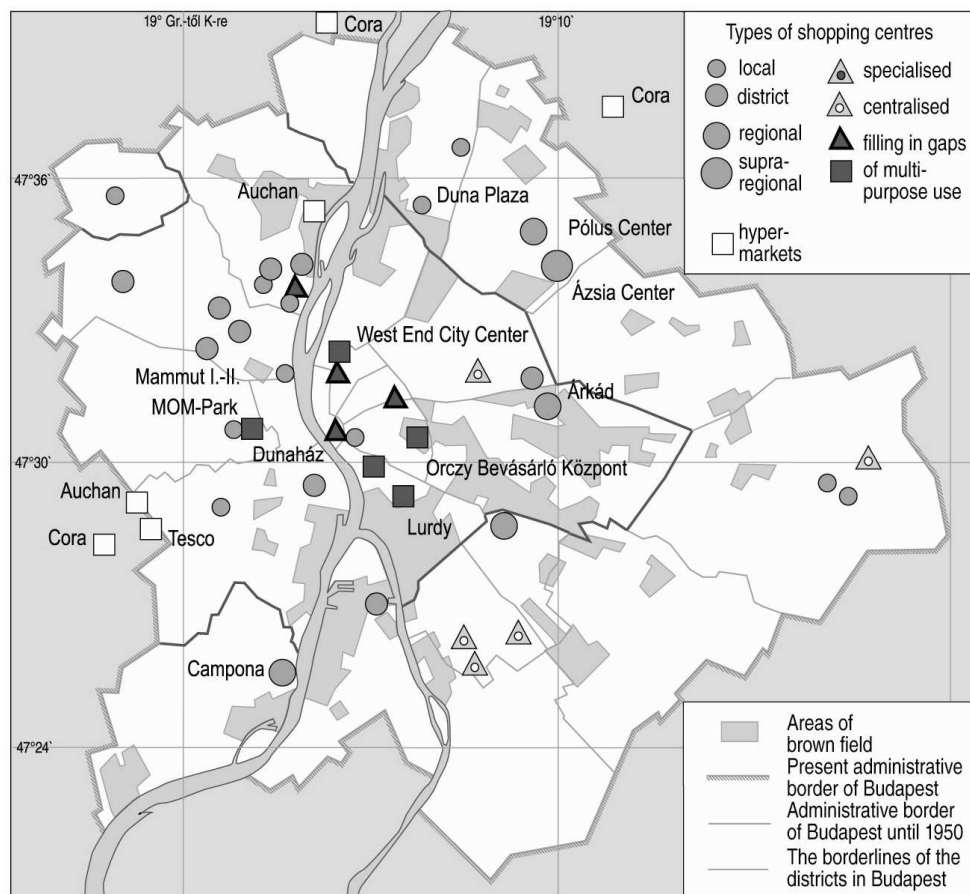 19° Gr.-től K-re
19°10`
Cora
Types of shopping centres
local
district
regional
supra-
regional
hyper-
markets
specialised
centralised
filling in gaps
of multi-
purpose use
Cora
47°36`
Auchan
Duna Plaza
Pólus Center
Ázsia Center
West End City Center
Mammut I.-II.
MOM-Park
Árkád
Dunaház
47°30`
Orczy Bevásárló Központ
Auchan
Lurdy
Cora
Tesco
Campona
47°24`
Areas of
brown field
Present administrative
border of Budapest
Administrative border
of Budapest until 1950
The borderlines of the
districts in Budapest